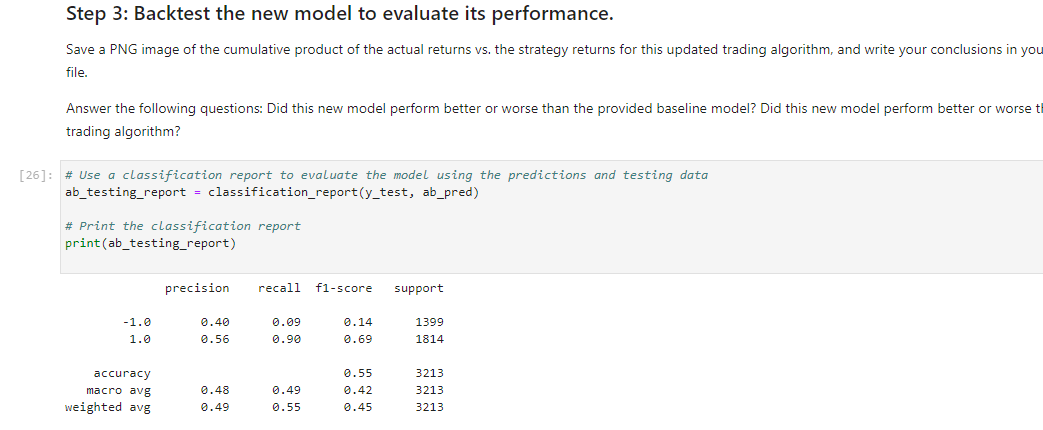 Step 3: Backtest the new model to evaluate its performance.
Save a PNG image of the cumulative product of the actual returns vs. the strategy returns for this updated trading algorithm, and write your conclusions in you
file.
Answer the following questions: Did this new model perform better or worse than the provided baseline model? Did this new model perform better or worse th
trading algorithm?
[26]: # Use a classification report to evaluate the model using the predictions and testing data
ab_testing_report = classification_report(y_test, ab_pred)
# Print the classification report
print(ab_testing_report)
precision recall f1-score support
-1.0 0.40 0.09 0.14 1399
1.0 0.56 0.90 0.69 1814
accuracy 0.55 3213
macro avg 0.48 0.49 0.42 3213
weighted avg 0.49 0.55 0.45 3213